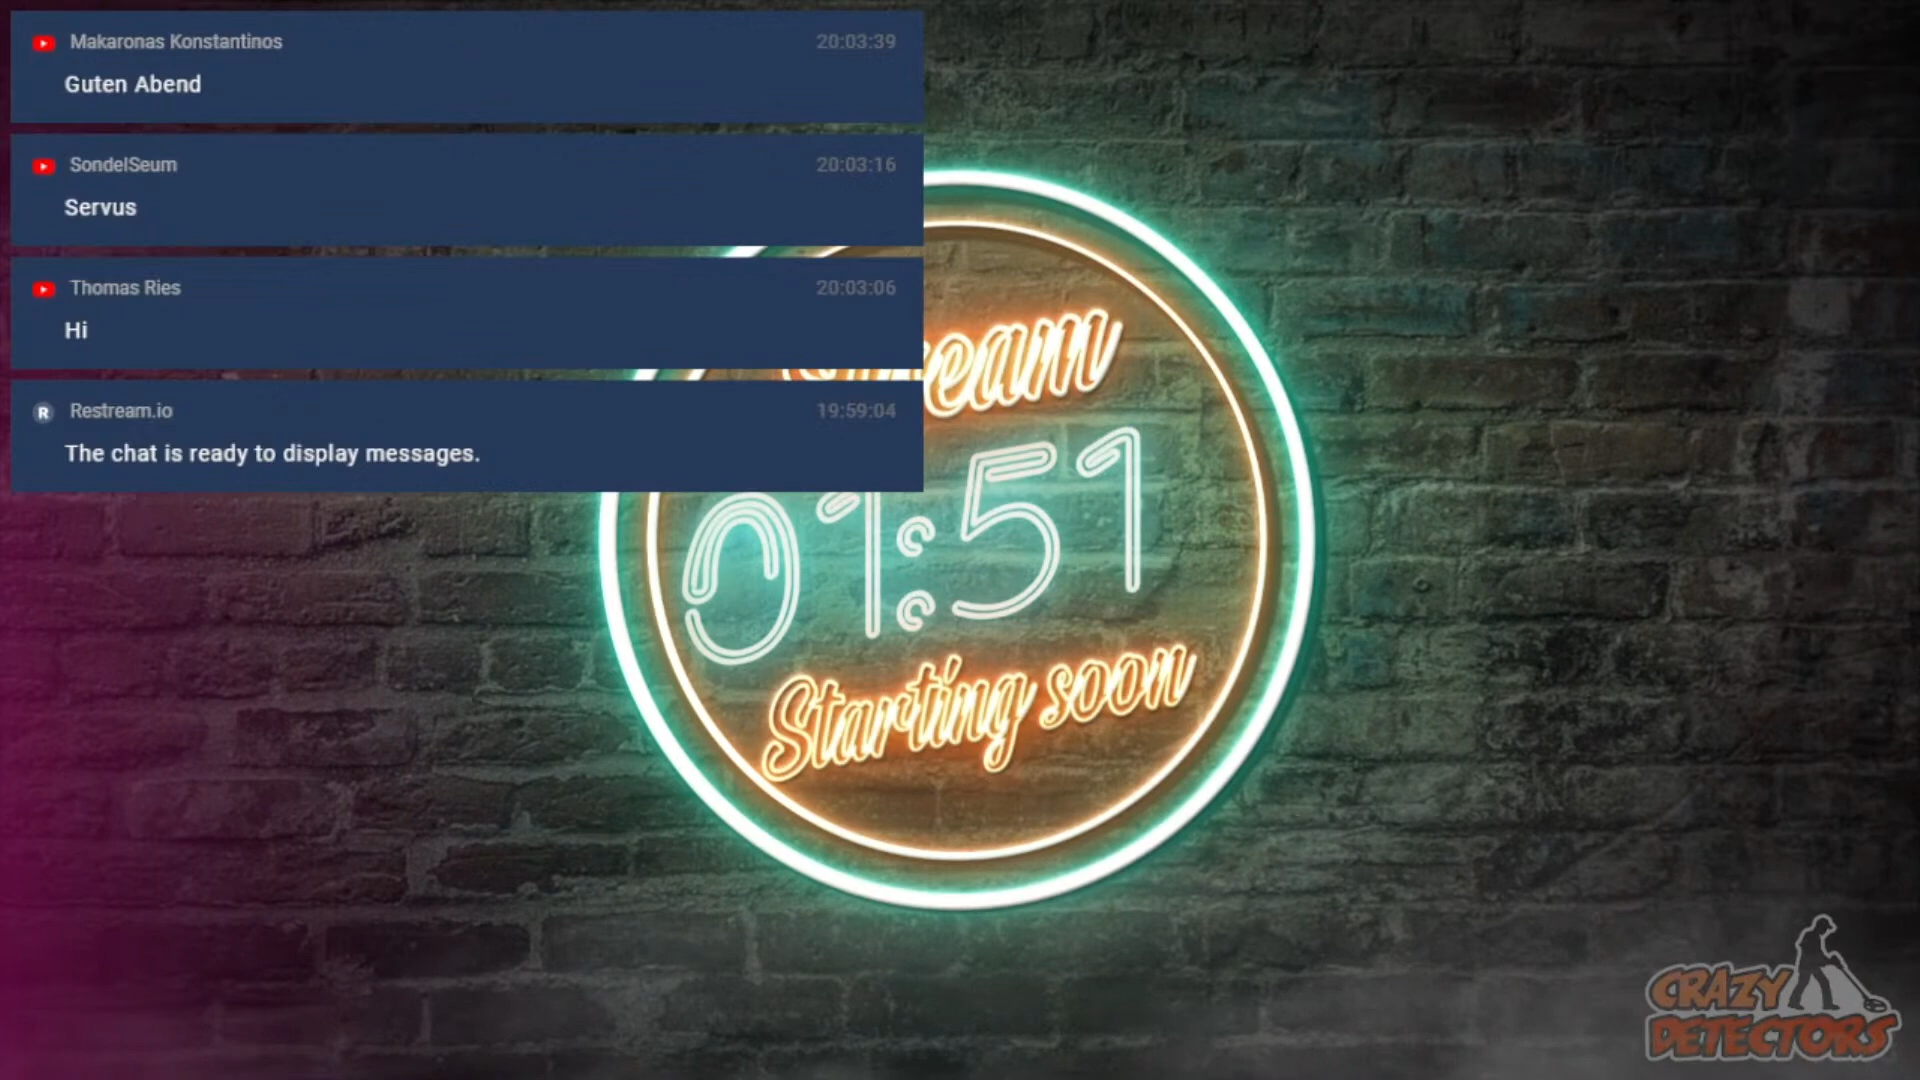 Makaronas Konstantinos 20:03:39
Guten Abend
SondelSeum 20:03:16
Servus
Thomas Ries 20:03:06
Hi
Restream.io 19:59:04
The chat is ready to display messages.
01:51
Starting soon
CRAZY
DETECTORS